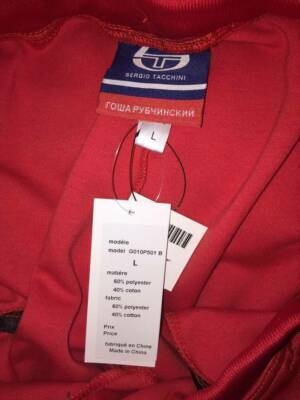 SERGIO TACCHINI
ГОША РУБЧИНСКИЙ
L
modèle
model G010P501 B
L
matière
60% polyester
40% coton
fabric
60% polyester
40% cotton
Prix
Price
fabriqué en Chine
Made in China